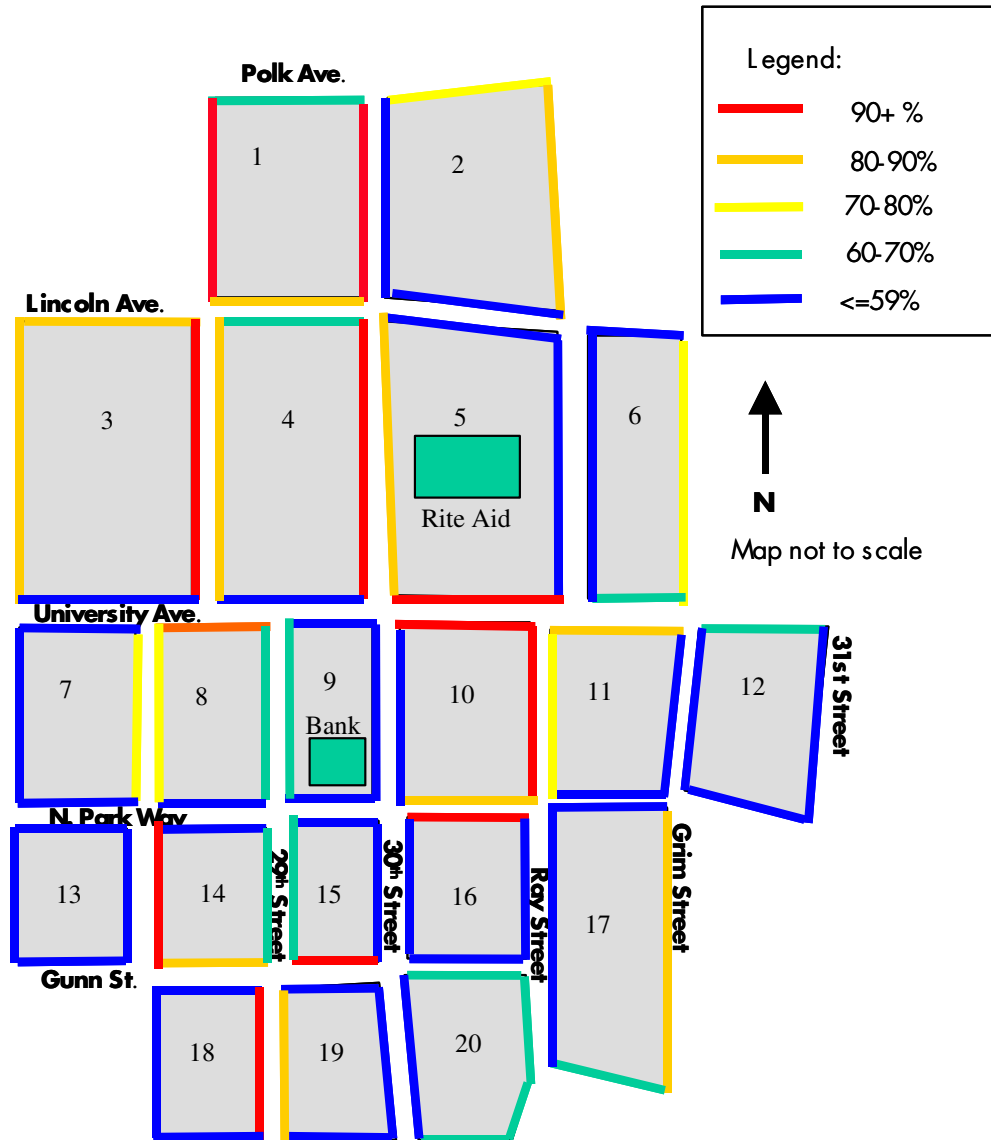 Polk Ave.
Legend:
90+ %
80-90%
70-80%
60-70%
<=59%
1
2
Lincoln Ave.
3
4
5
6
Rite Aid
N
Map not to scale
University Ave.
31st Street
7
8
9
10
11
12
Bank
N. Park Way
29th Street
30th Street
Ray Street
Grim Street
13
14
15
16
17
Gunn St.
18
19
20